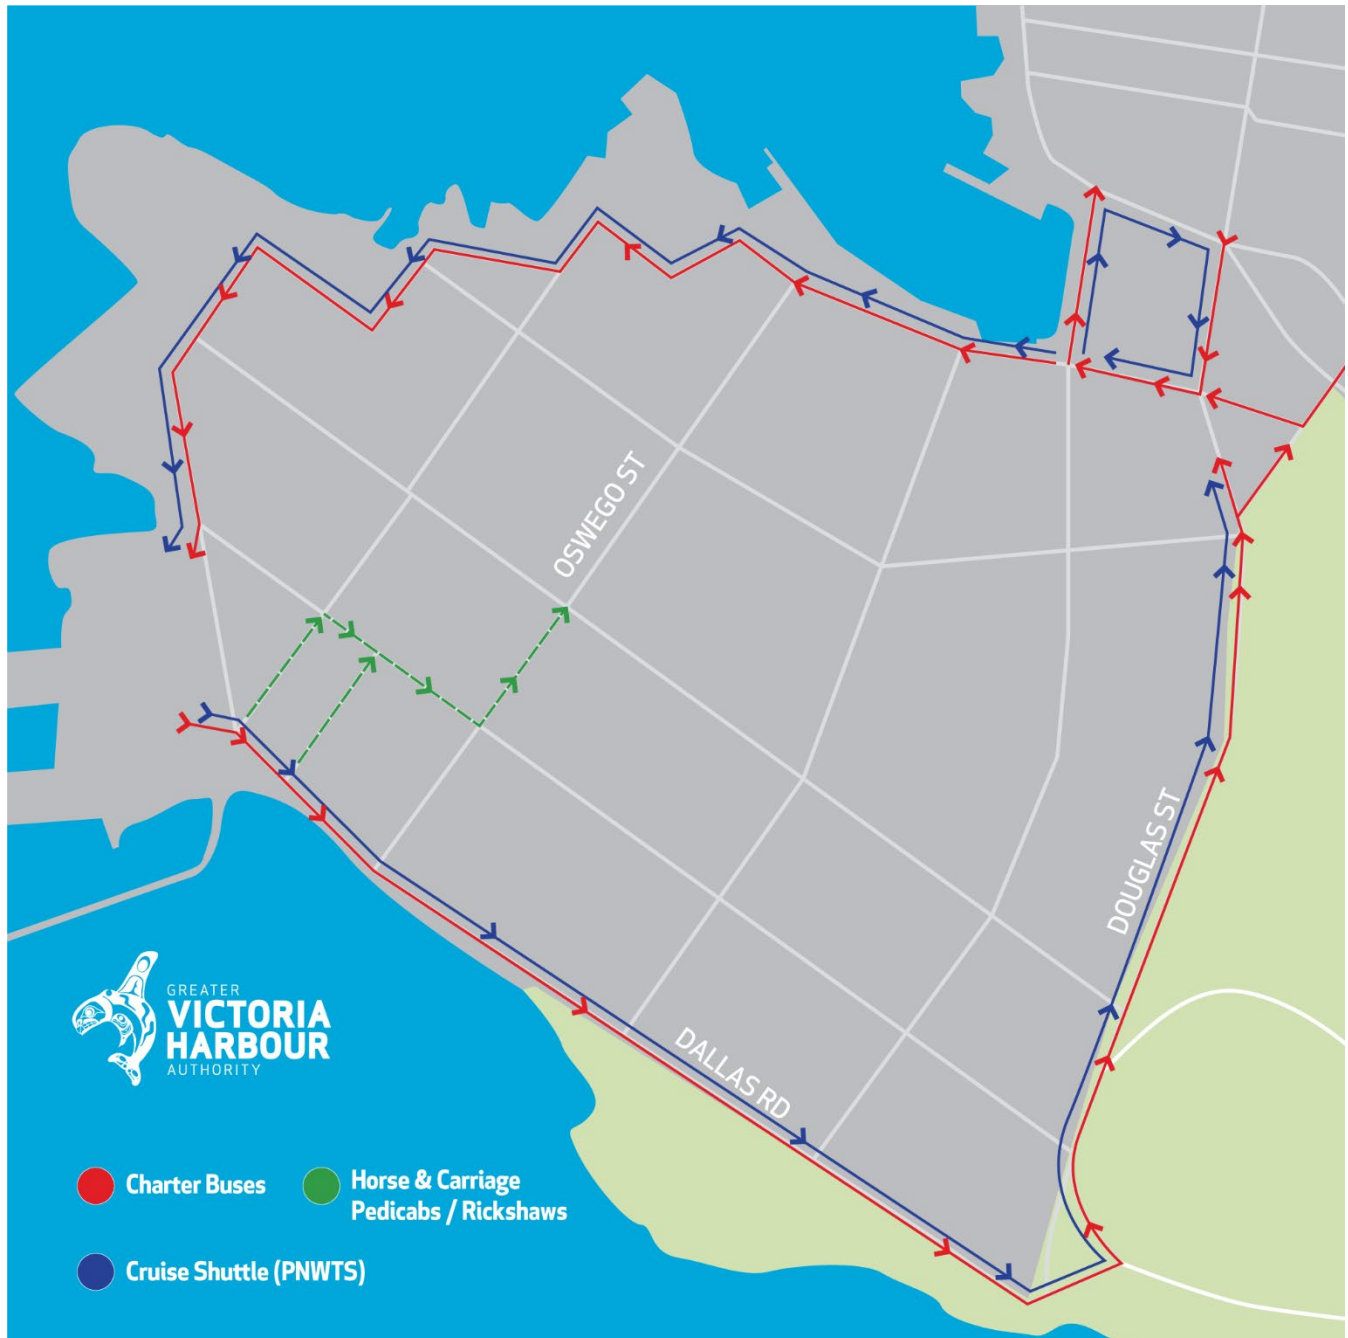 OSWEGO ST
DOUGLAS ST
DALLAS RD
GREATER
VICTORIA
HARBOUR
AUTHORITY
Charter Buses
Horse & Carriage
Pedicabs / Rickshaws
Cruise Shuttle (PNWTS)